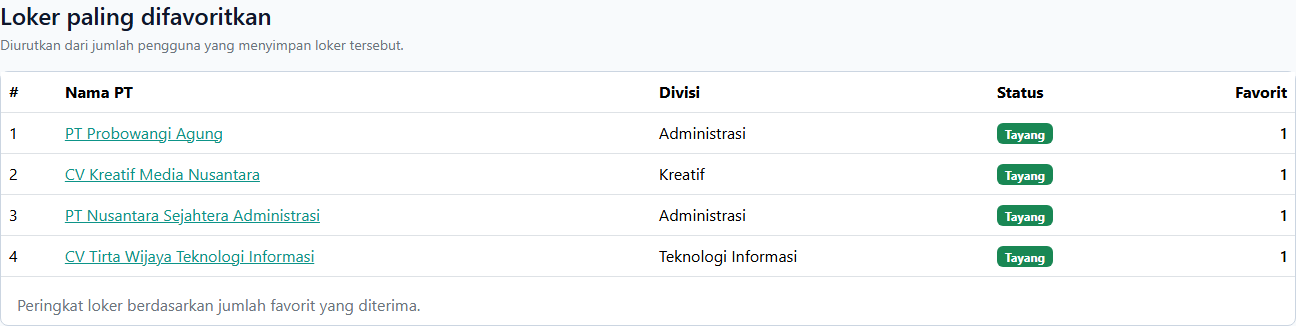 Loker paling difavoritkan
Diurutkan dari jumlah pengguna yang menyimpan loker tersebut.
# Nama PT Divisi Status Favorit
1 PT Probowangi Agung Administrasi Tayang 1
2 CV Kreatif Media Nusantara Kreatif Tayang 1
3 PT Nusantara Sejahtera Administrasi Administrasi Tayang 1
4 CV Tirta Wijaya Teknologi Informasi Teknologi Informasi Tayang 1
Peringkat loker berdasarkan jumlah favorit yang diterima.